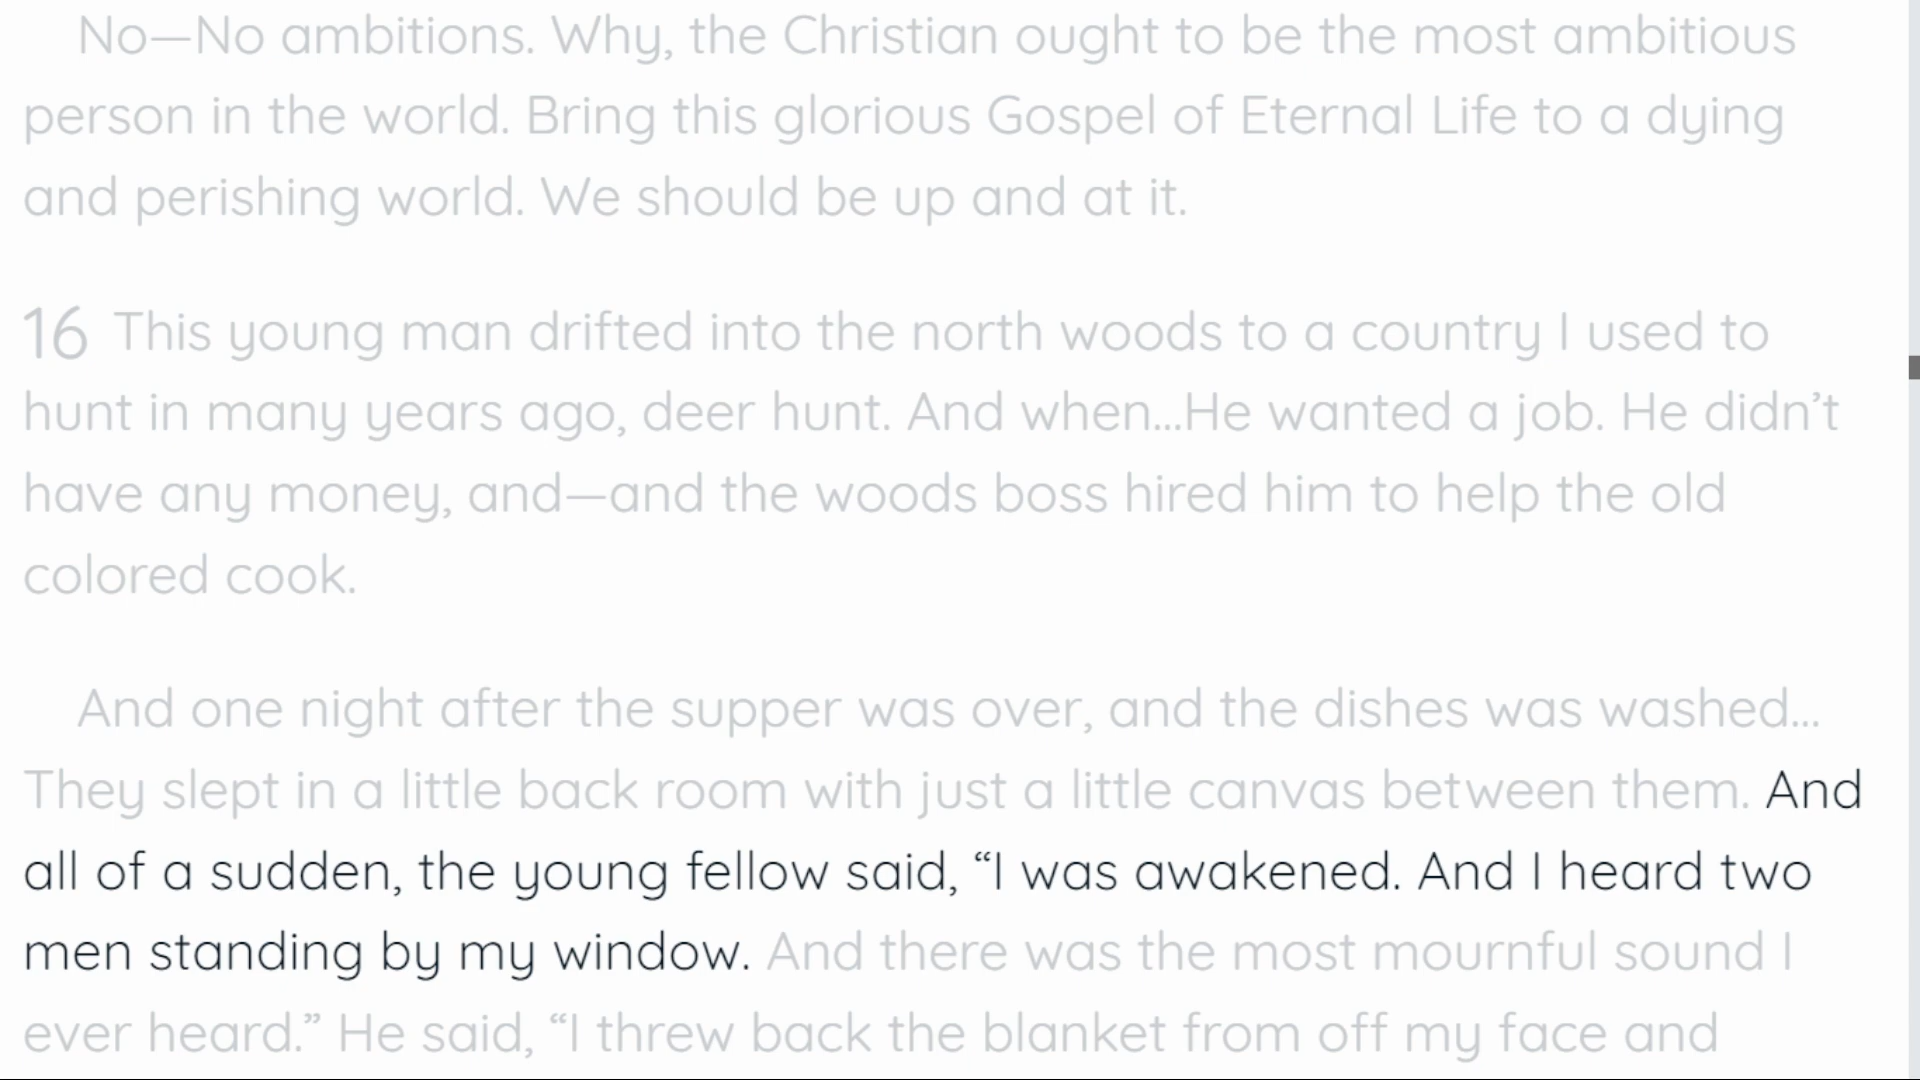 No—No ambitions. Why, the Christian ought to be the most ambitious
person in the world. Bring this glorious Gospel of Eternal Life to a dying
and perishing world. We should be up and at it.
16 This young man drifted into the north woods to a country I used to
hunt in many years ago, deer hunt. And when...He wanted a job. He didn’t
have any money, and—and the woods boss hired him to help the old
colored cook.
And one night after the supper was over, and the dishes was washed...
They slept in a little back room with just a little canvas between them. And
all of a sudden, the young fellow said, “I was awakened. And I heard two
men standing by my window. And there was the most mournful sound I
ever heard.” He said, “I threw back the blanket from off my face and